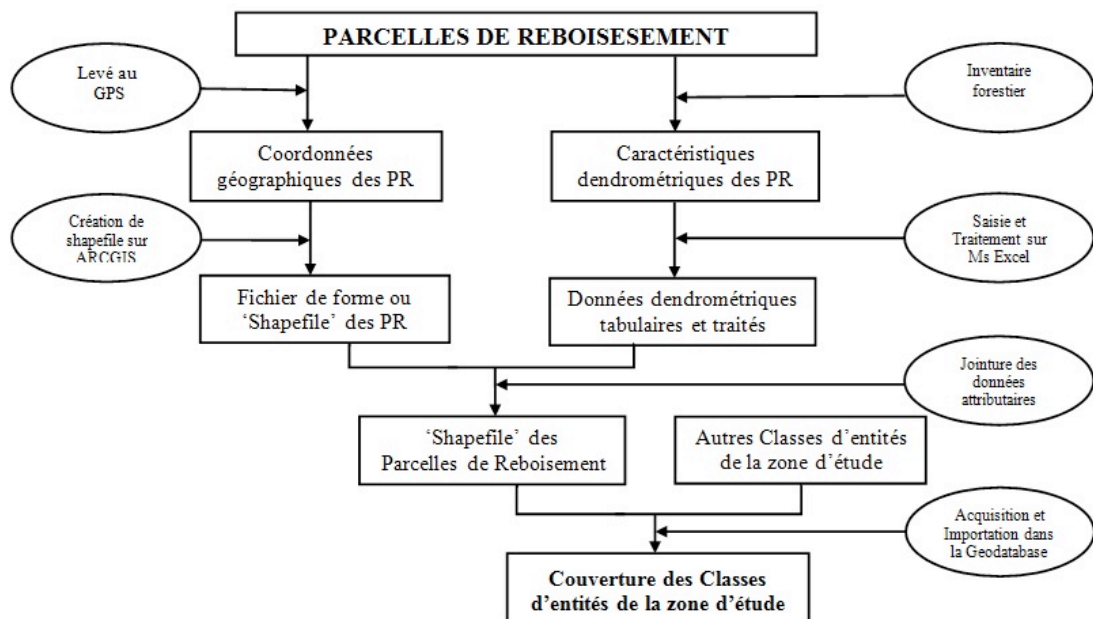 PARCELLES DE REBOISESEMENT
Levé au
GPS
Inventaire
forestier
Coordonnées
géographiques des PR
Caractéristiques
dendrométriques des PR
Création de
shapefile sur
ARCGIS
Saisie et
Traitement sur
Ms Excel
Fichier de forme ou
‘Shapefile’ des PR
Données dendrométriques
tabulaires et traités
Jointure des
données
attributaires
‘Shapefile’ des
Parcelles de Reboisement
Autres Classes d’entités
de la zone d’étude
Acquisition et
Importation dans
la Geodatabase
Couverture des Classes
d’entités de la zone d’étude